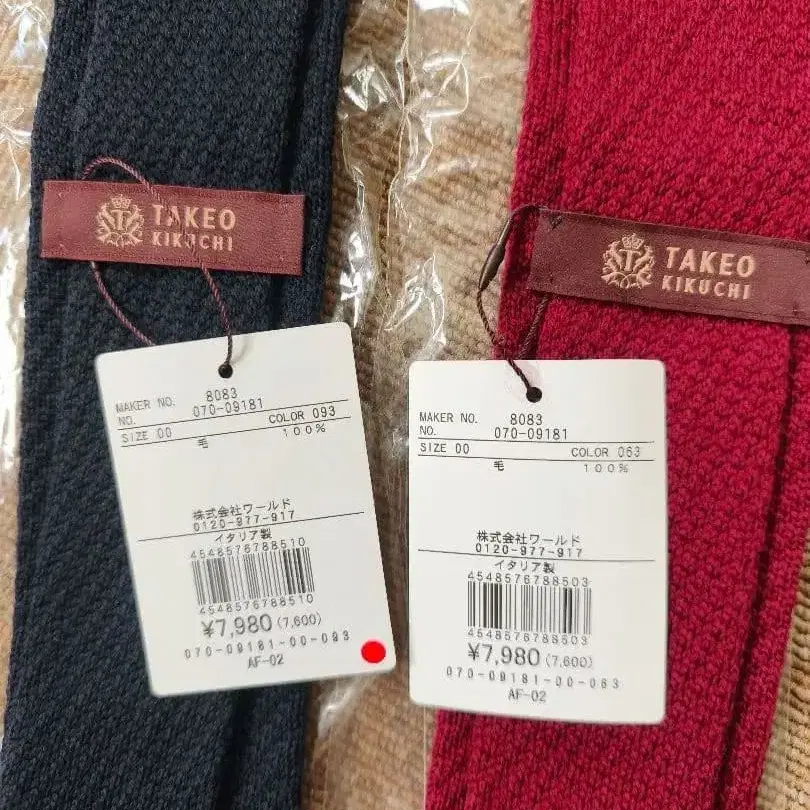 TAKEO
KIKUCHI
MAKER NO. 8083
NO. 070-09181
SIZE 00 COLOR 093
毛 100%
株式会社ワールド
0120-977-917
イタリア製
4548576788510
4548576788510
¥7,980(7,600)
070-09181-00-093
AF-02
TAKEO
KIKUCHI
MAKER NO. 8083
NO. 070-09181
SIZE 00 COLOR 063
毛 100%
株式会社ワールド
0120-977-917
イタリア製
4548576788503
4548576788503
¥7,980(7,600)
070-09181-00-063
AF-02